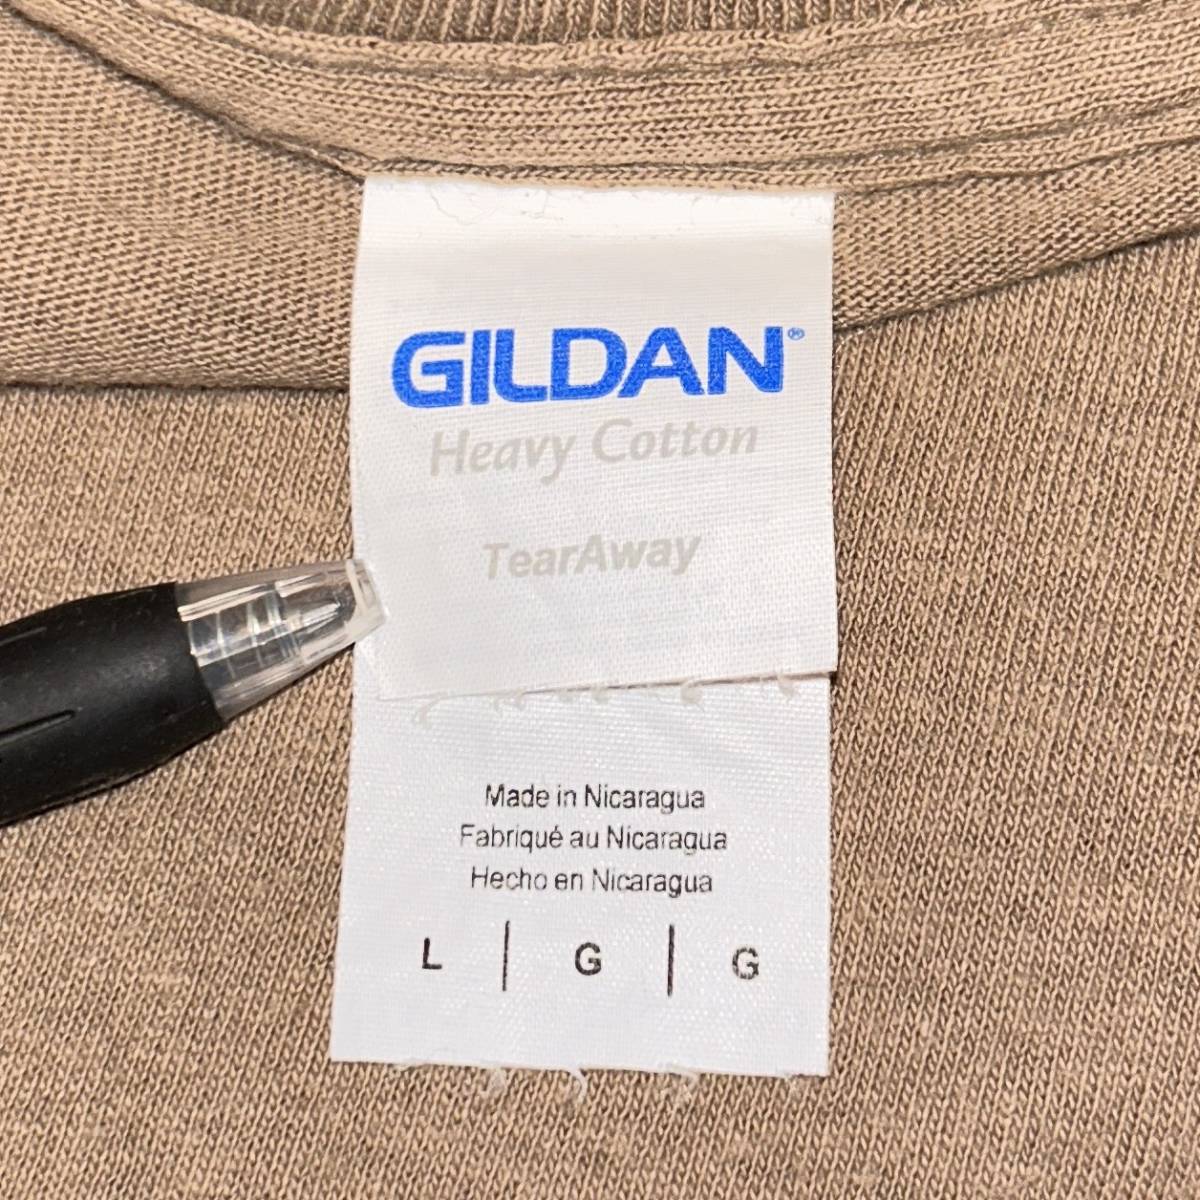 GILDAN®
Heavy Cotton
TearAway
Made in Nicaragua
Fabriqué au Nicaragua
Hecho en Nicaragua
L | G | G